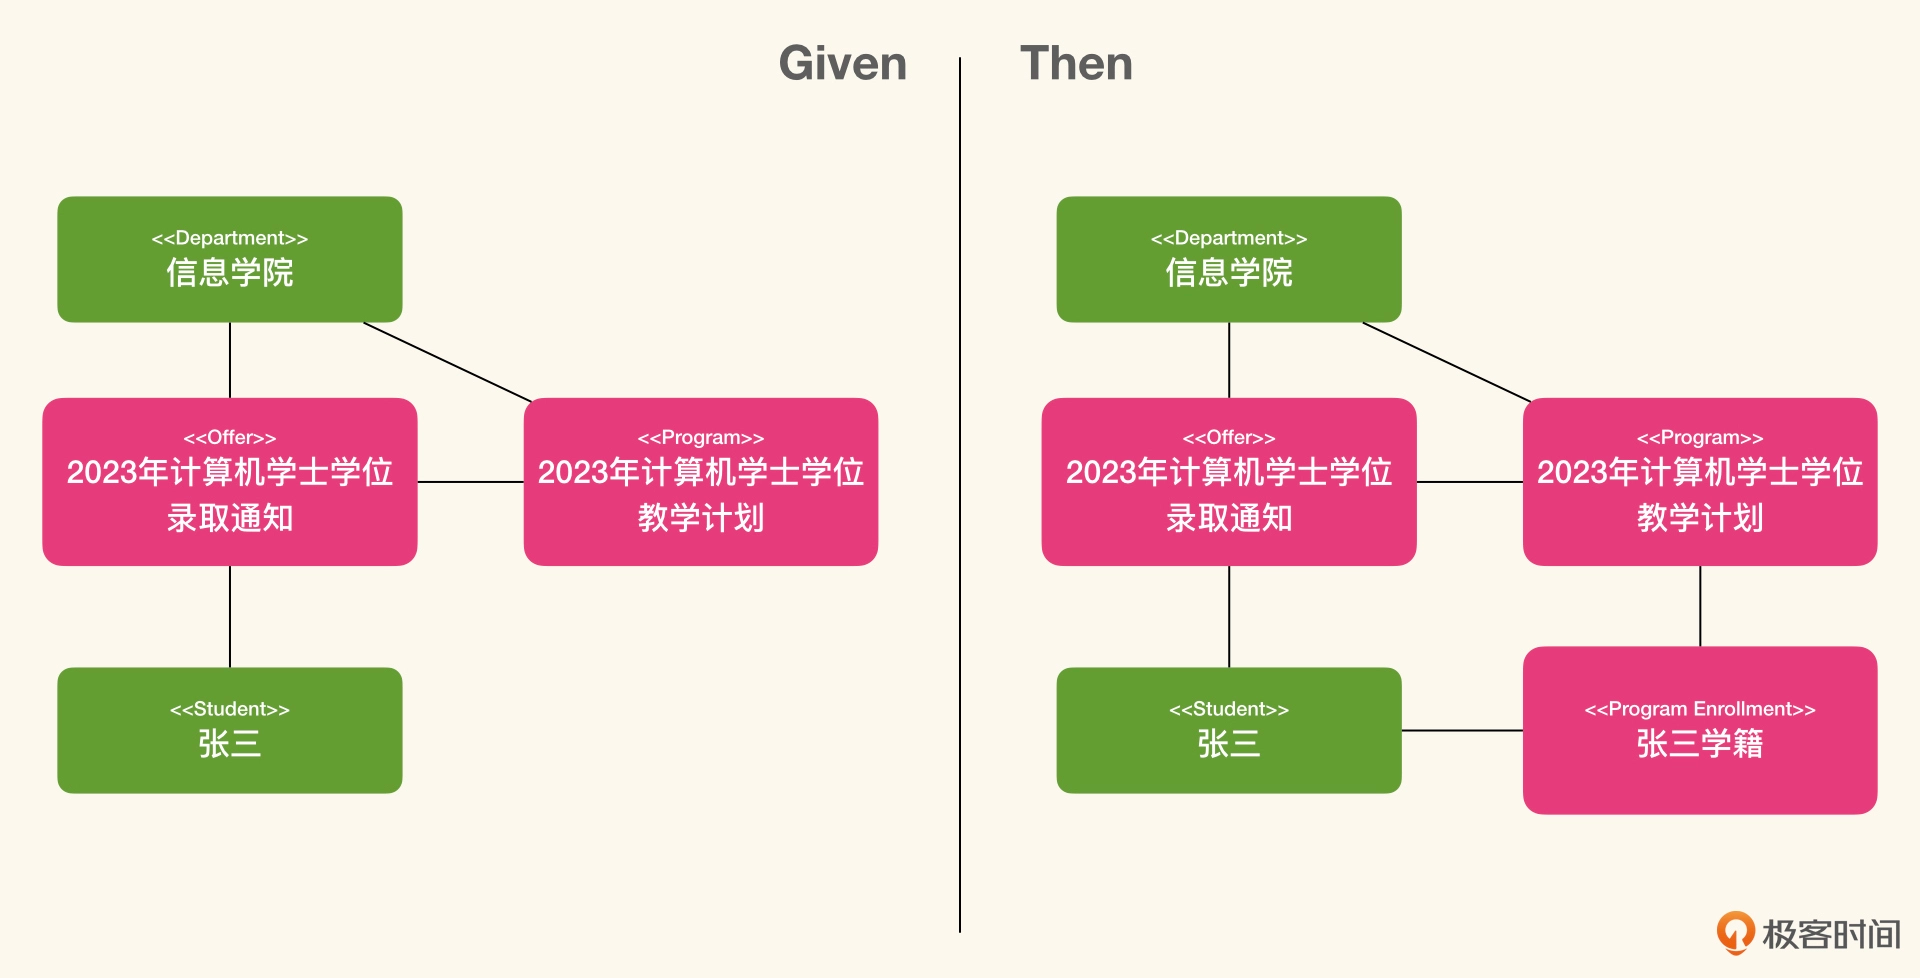 Given
Then
<<Department>>
信息学院
<<Offer>>
2023年计算机学士学位
录取通知
<<Program>>
2023年计算机学士学位
教学计划
<<Student>>
张三
<<Department>>
信息学院
<<Offer>>
2023年计算机学士学位
录取通知
<<Program>>
2023年计算机学士学位
教学计划
<<Student>>
张三
<<Program Enrollment>>
张三学籍
极客时间